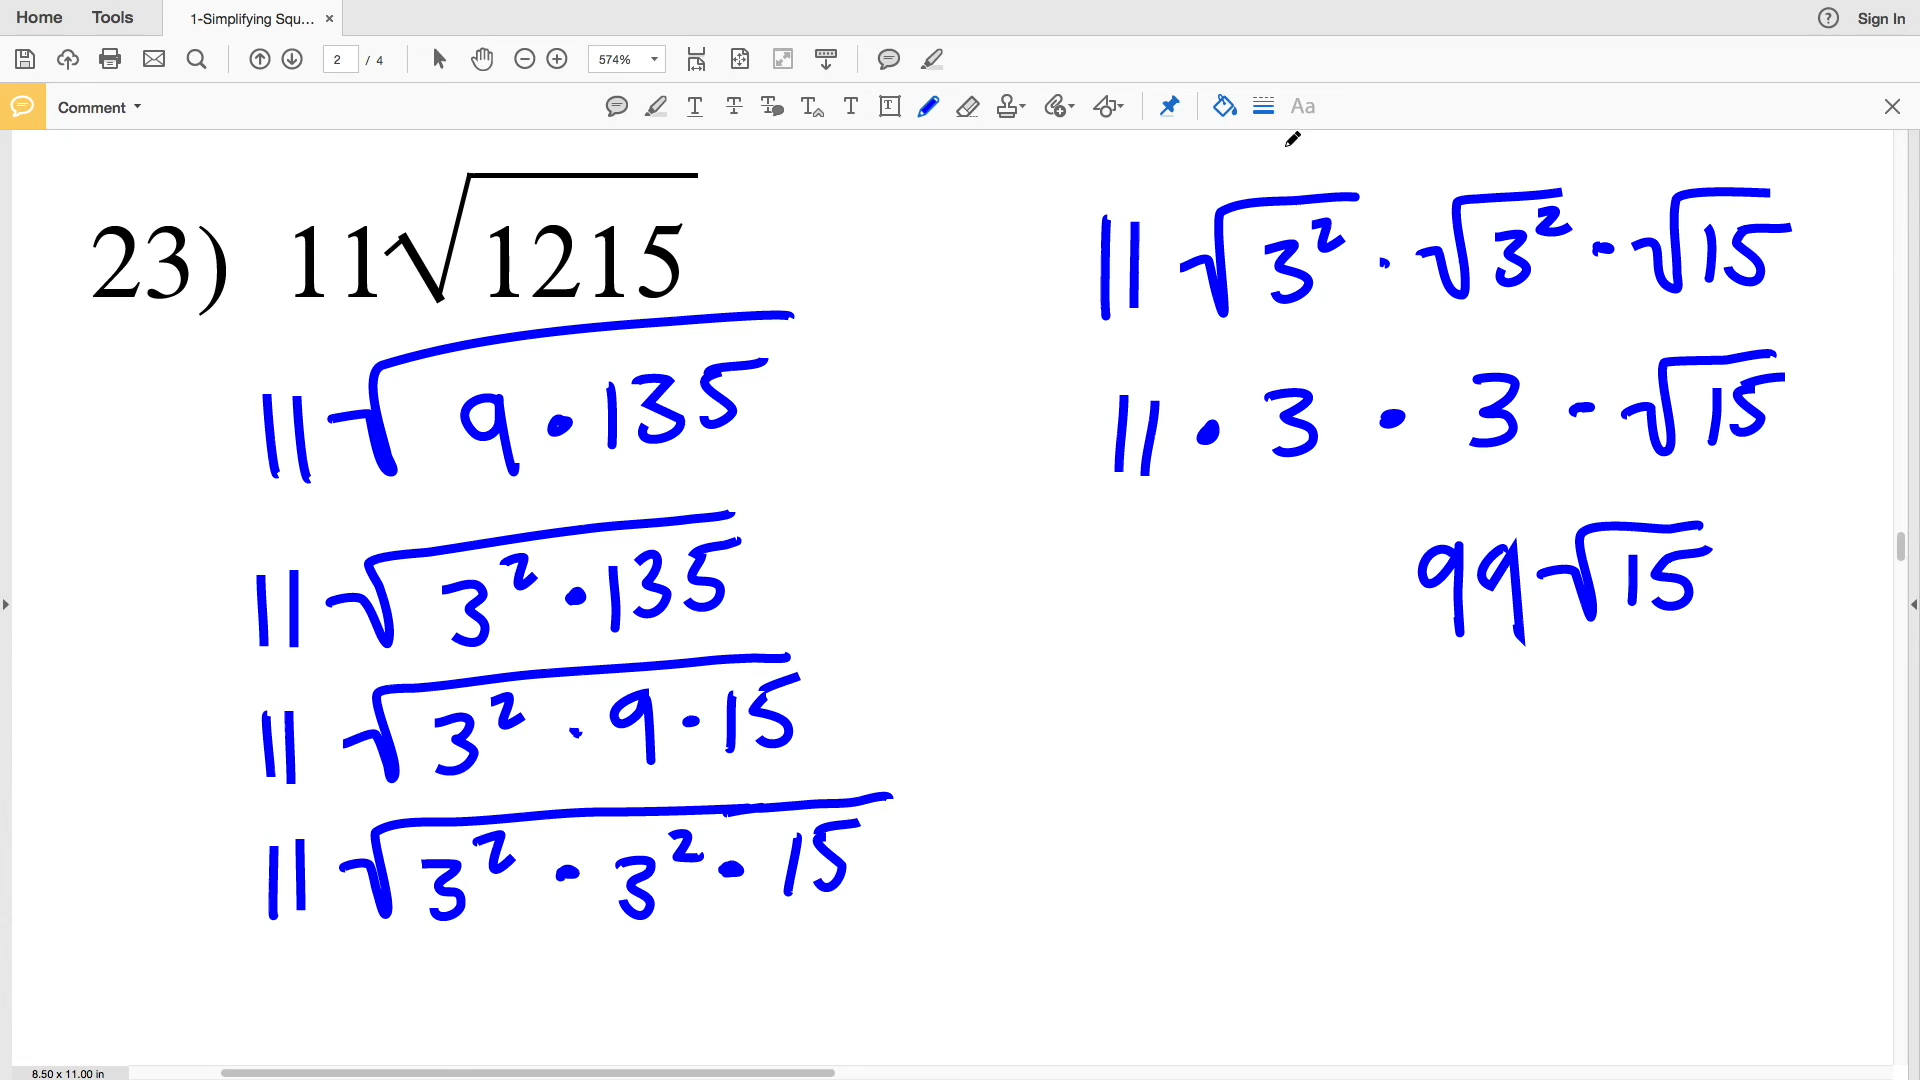 Home Tools 1-Simplifying Squ... × ? Sign In
2 / 4 574%
Comment T T T T T T Aa
23) 11√1215
11√9·135
11√3²·135
11√3²·9·15
11√3²·3²·15
11√3²·√3²·√15
11·3·3·√15
99√15
8.50 x 11.00 in